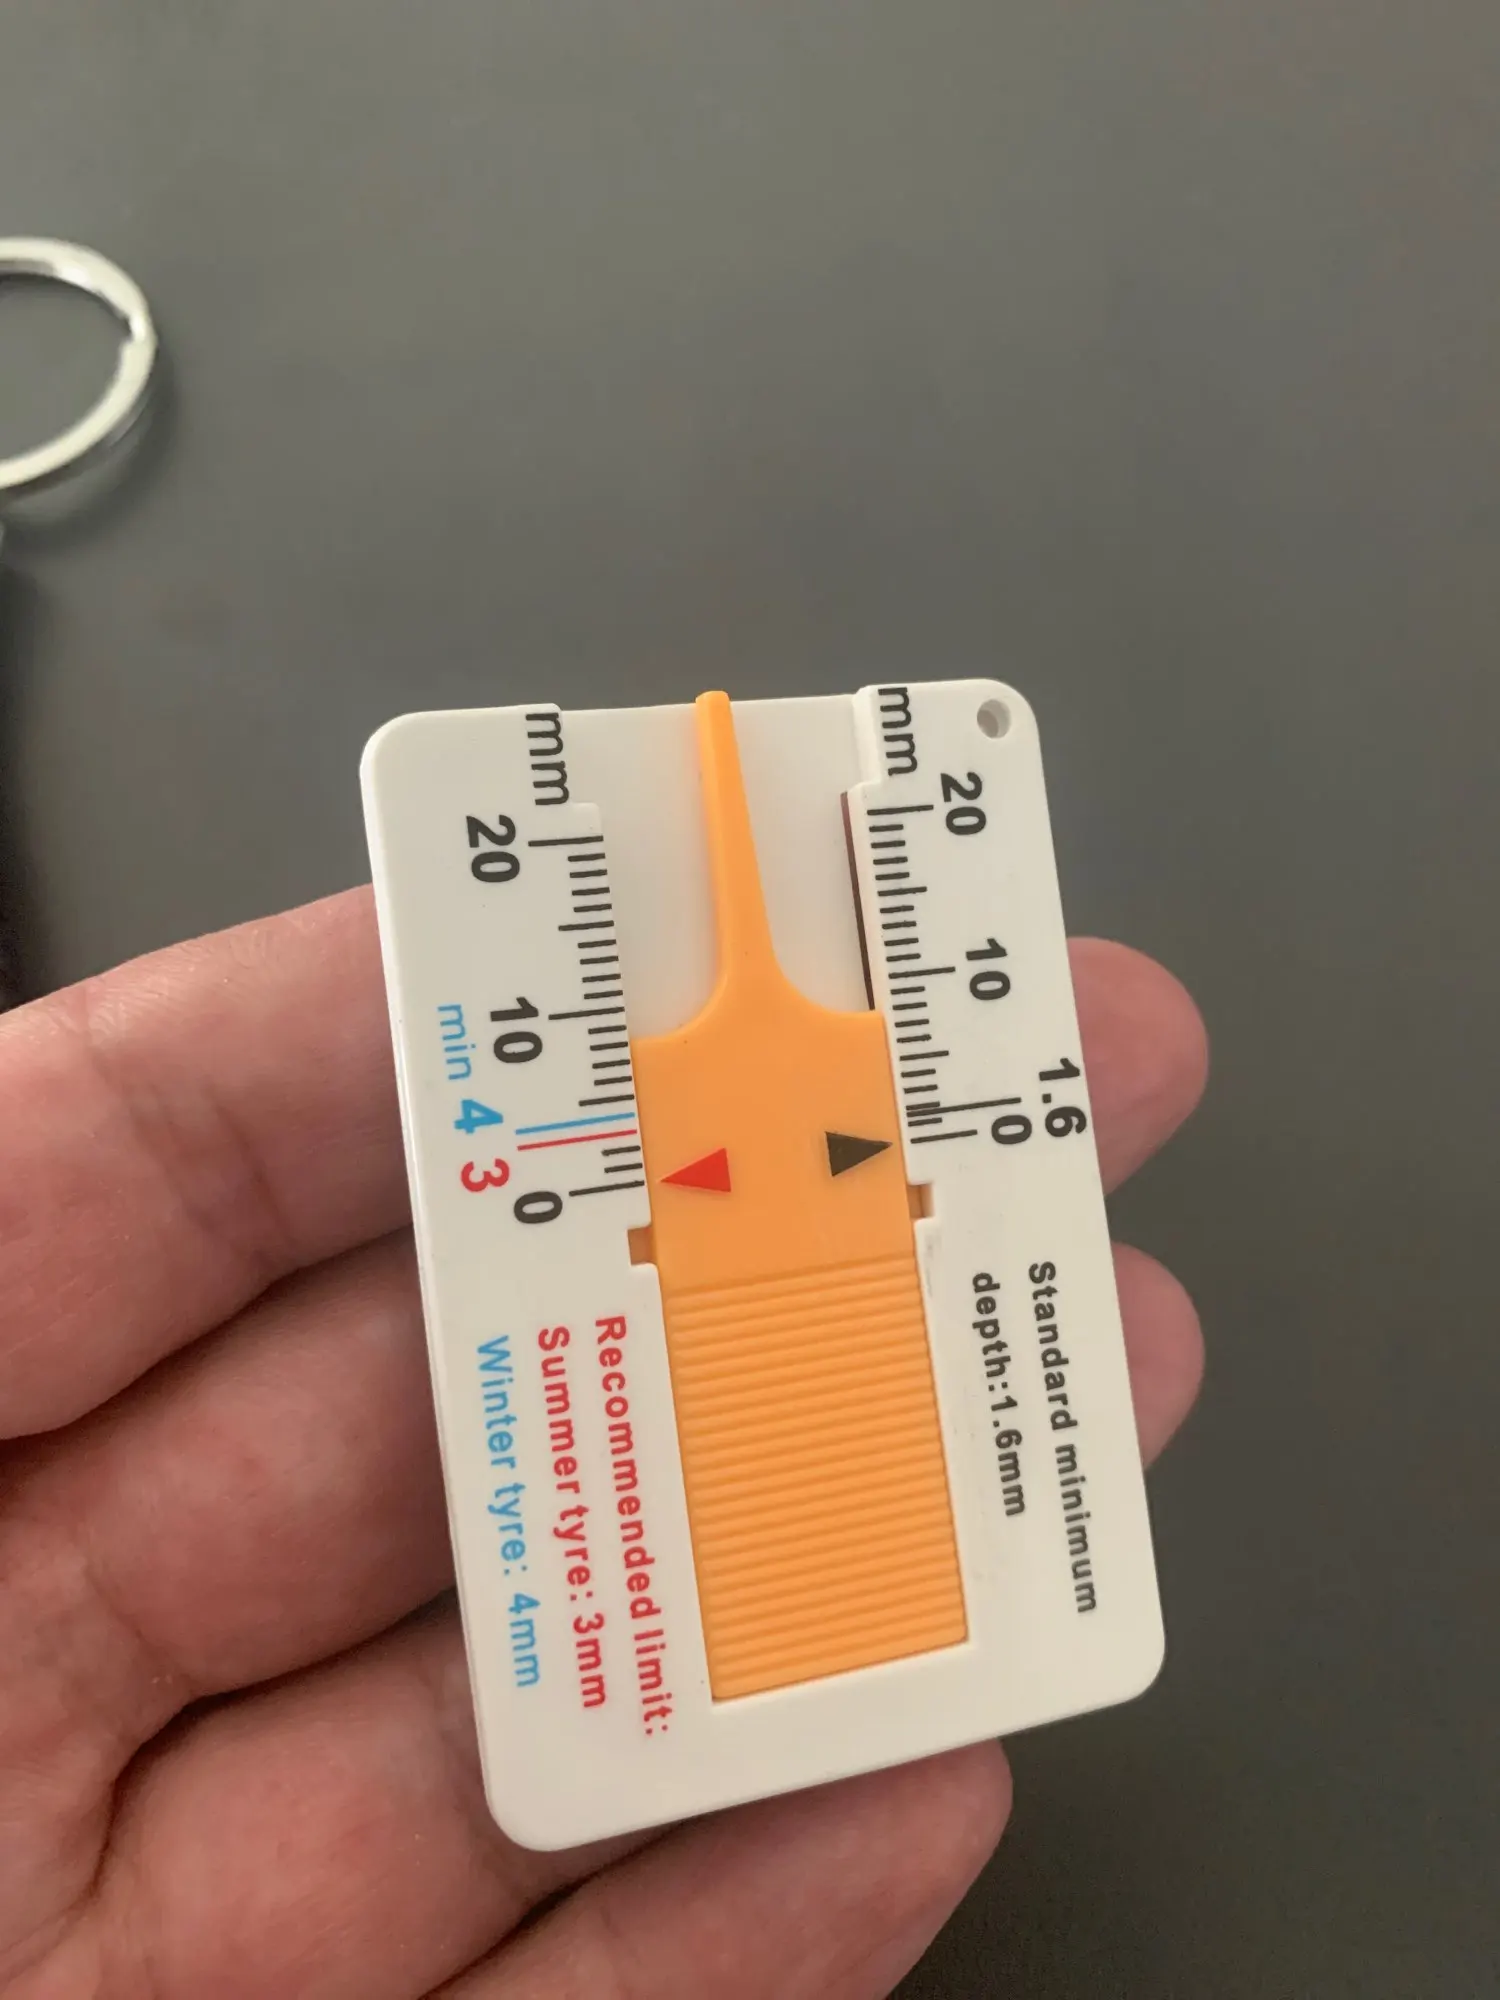 mm
20
10
min 4
3
0
mm
20
10
1.6
0
Standard minimum
depth:1.6mm
Recommended limit:
Summer tyre: 3mm
Winter tyre: 4mm